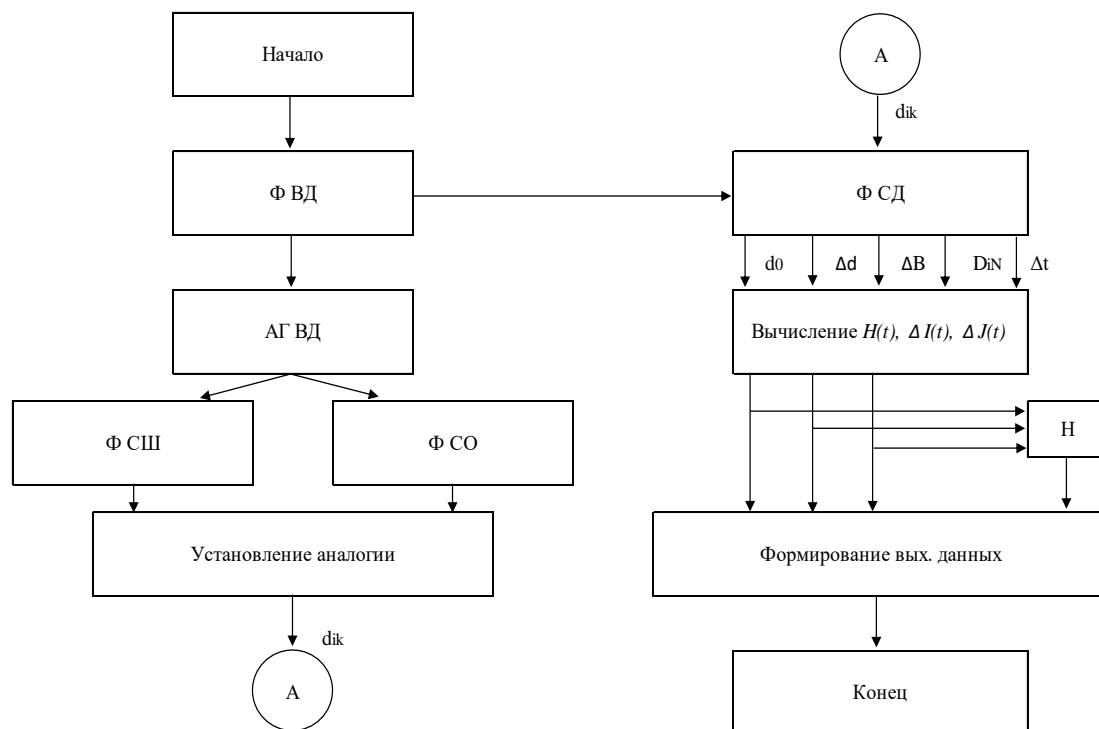 Начало
Ф ВД
АГ ВД
Ф СШ
Ф СО
Установление аналогии
dik
А
А
dik
Ф СД
d0 Δd ΔB DiN Δt
Вычисление H(t), Δ I(t), Δ J(t)
Н
Формирование вых. данных
Конец